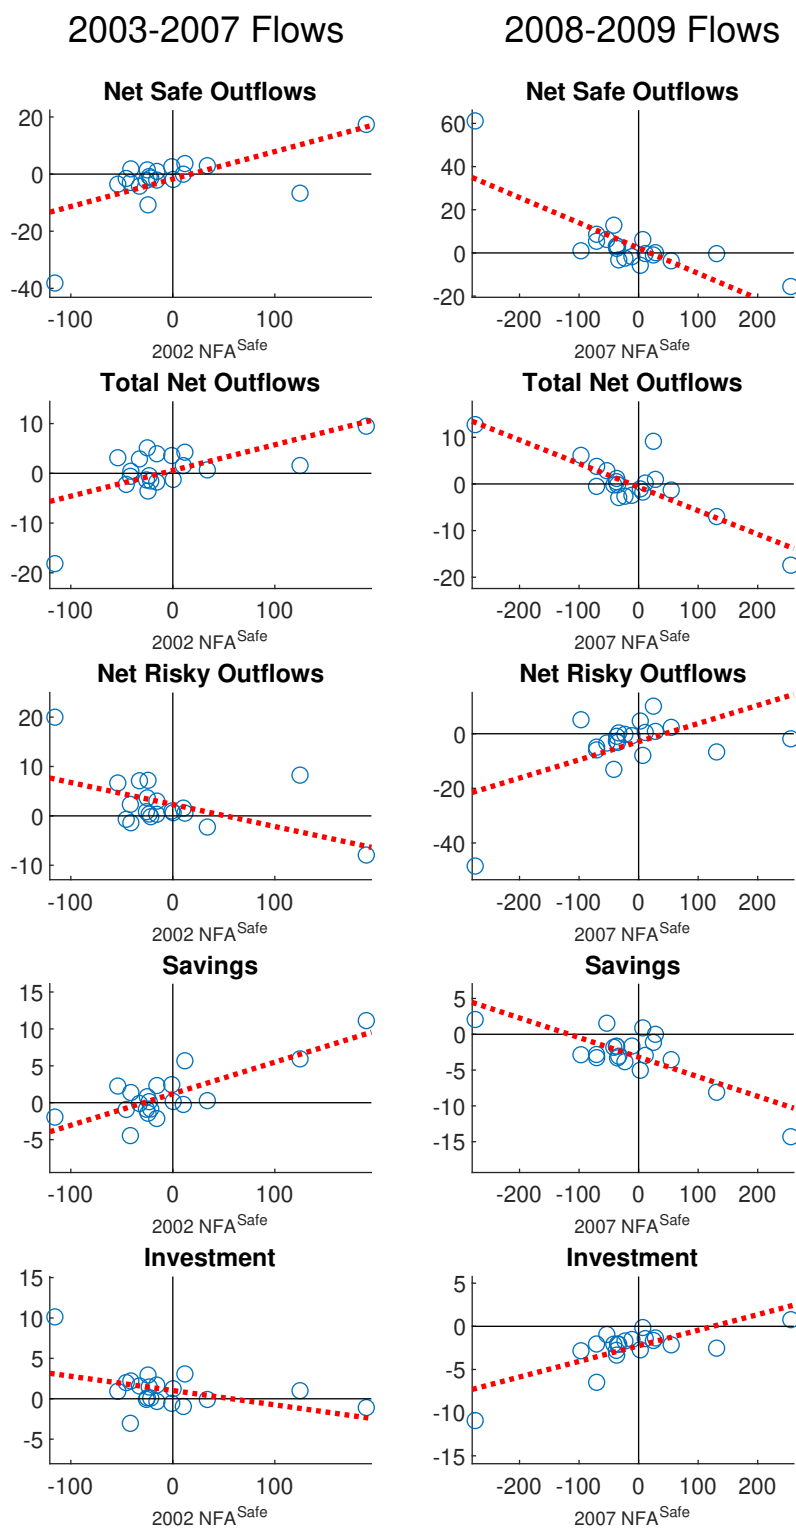 2003-2007 Flows 2008-2009 Flows
Net Safe Outflows Net Safe Outflows
20
0
-20
-40
-100 0 100
2002 NFA^Safe
60
40
20
0
-20
-200 -100 0 100 200
2007 NFA^Safe
Total Net Outflows Total Net Outflows
10
0
-10
-20
-100 0 100
2002 NFA^Safe
10
0
-10
-20
-200 -100 0 100 200
2007 NFA^Safe
Net Risky Outflows Net Risky Outflows
20
10
0
-10
-100 0 100
2002 NFA^Safe
0
-20
-40
-200 -100 0 100 200
2007 NFA^Safe
Savings Savings
15
10
5
0
-5
-100 0 100
2002 NFA^Safe
5
0
-5
-10
-15
-200 -100 0 100 200
2007 NFA^Safe
Investment Investment
15
10
5
0
-5
-100 0 100
2002 NFA^Safe
5
0
-5
-10
-15
-200 -100 0 100 200
2007 NFA^Safe